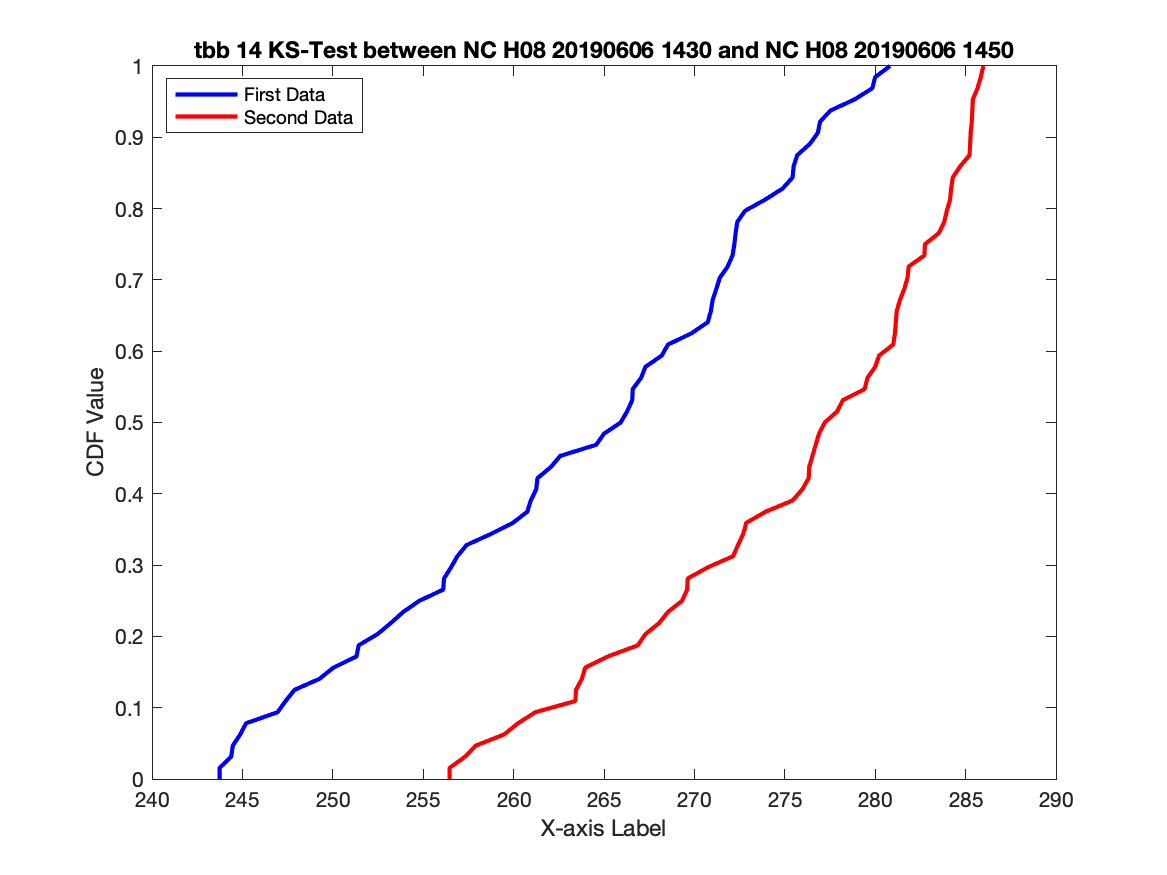 tbb 14 KS-Test between NC H08 20190606 1430 and NC H08 20190606 1450
First Data
Second Data
CDF Value
1
0.9
0.8
0.7
0.6
0.5
0.4
0.3
0.2
0.1
0
240 245 250 255 260 265 270 275 280 285 290
X-axis Label